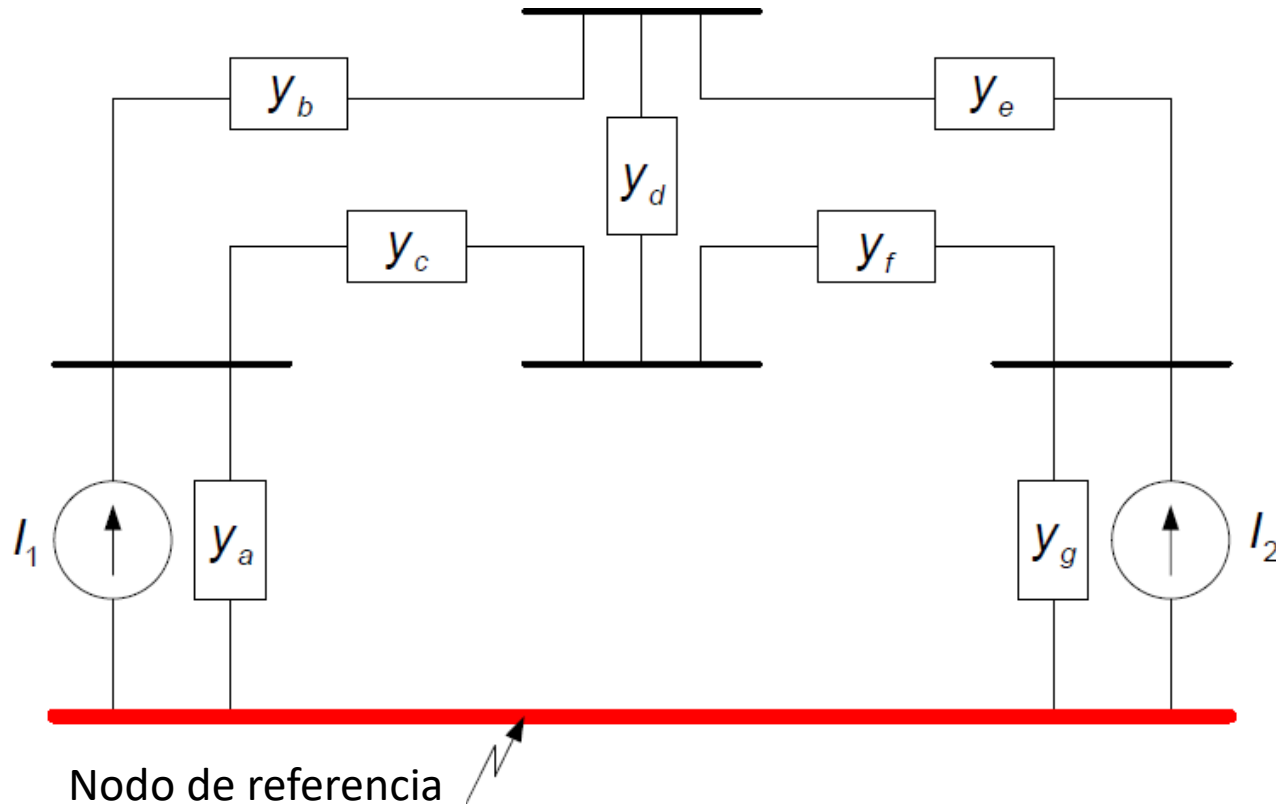 y_b
y_e
y_d
y_c
y_f
I_1
y_a
y_g
I_2
Nodo de referencia